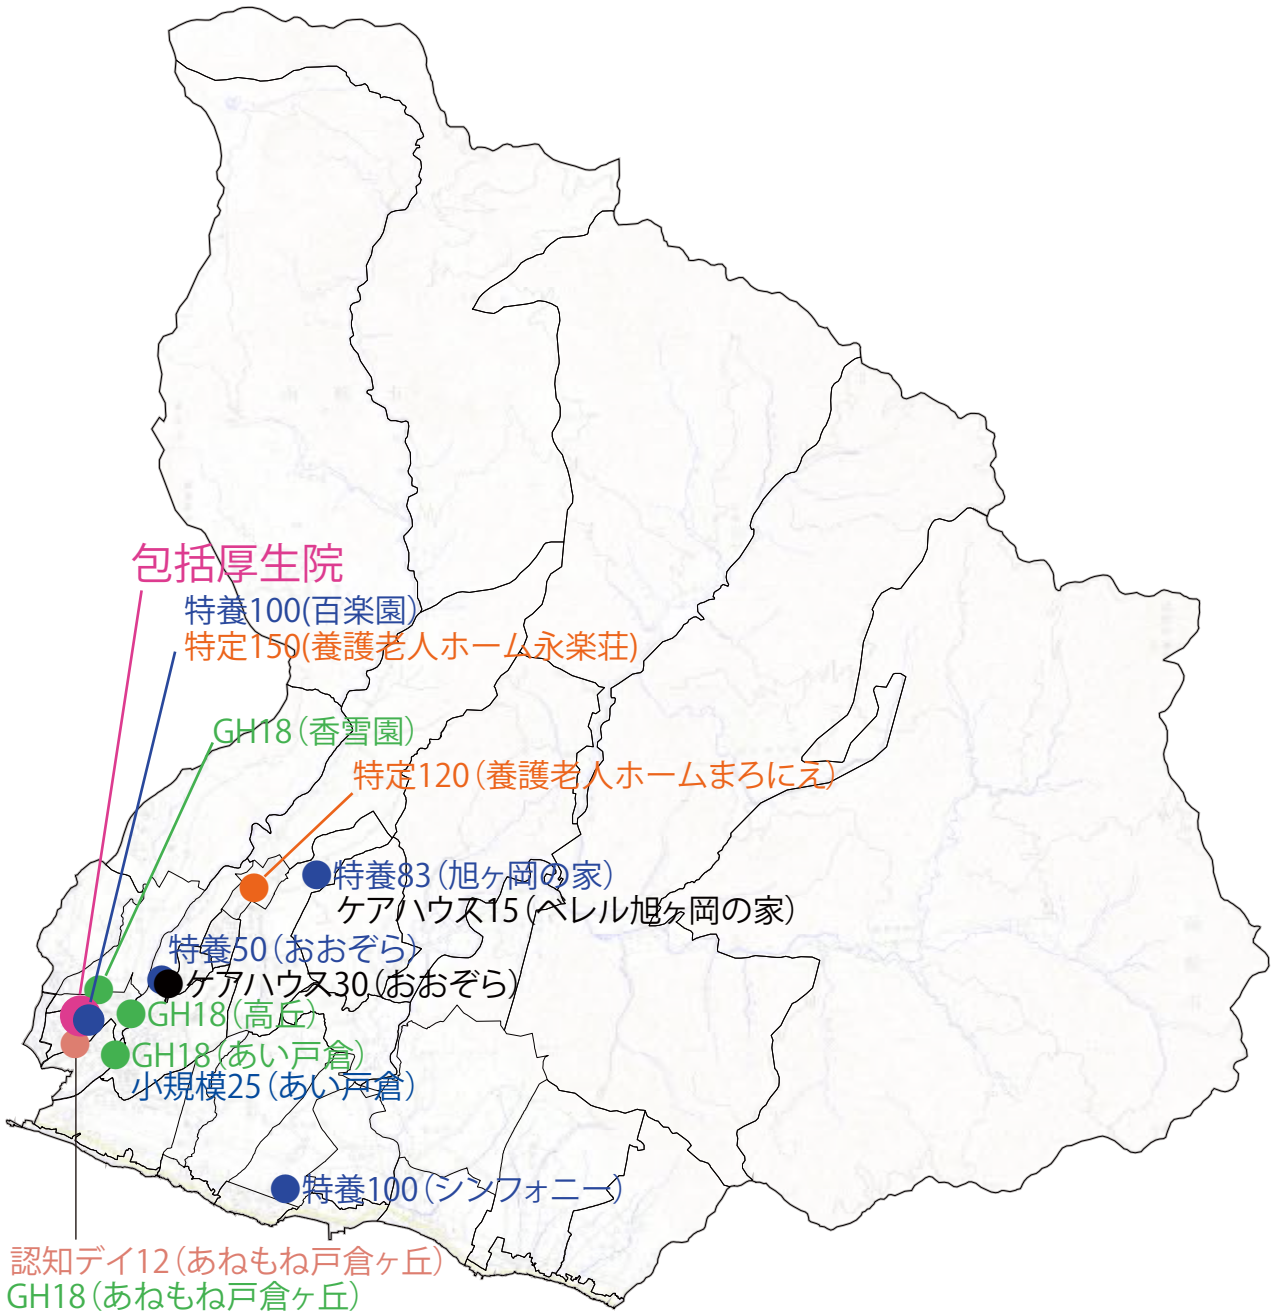 包括厚生院
特養100(百楽園)
特定150(養護老人ホーム永楽荘)
GH18（香雪園）
特定120（養護老人ホームまろにえ）
特養83（旭ヶ岡の家）
ケアハウス15（ベレル旭ヶ岡の家）
特養50（おおぞら）
ケアハウス30（おおぞら）
GH18（高丘）
GH18（あい戸倉）
小規模25（あい戸倉）
特養100（シンフォニー）
認知デイ12（あねもね戸倉ヶ丘）
GH18（あねもね戸倉ヶ丘）